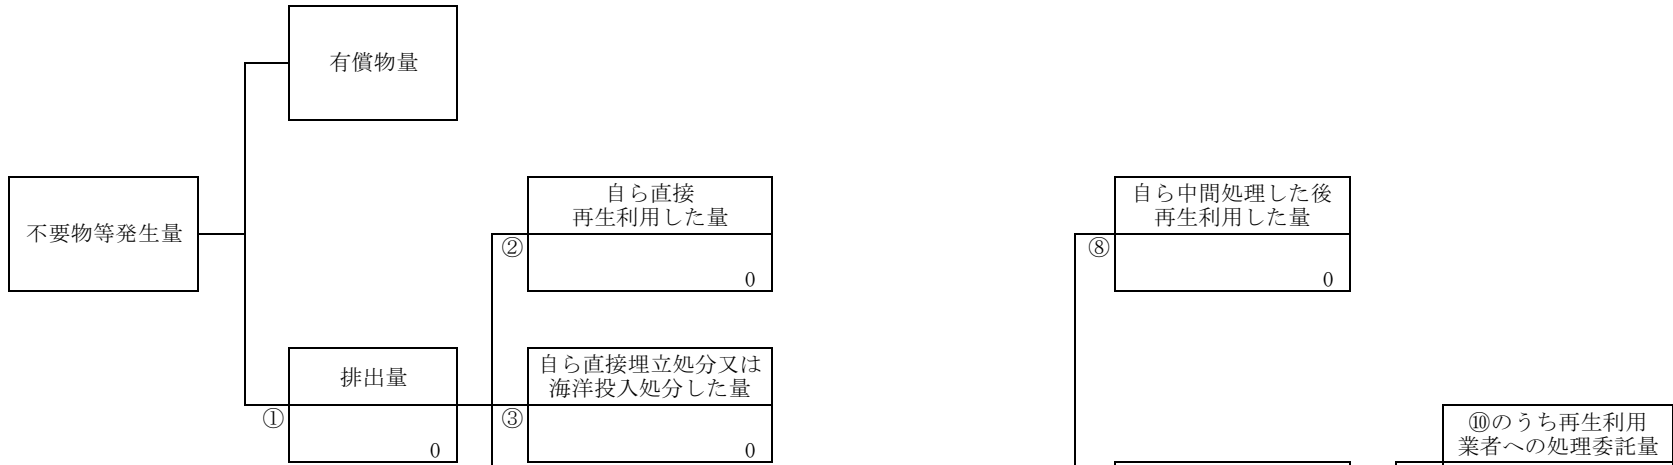 有償物量
不要物等発生量
自ら直接
再生利用した量
②
0
自ら中間処理した後
再生利用した量
⑧
0
排出量
①
0
自ら直接埋立処分又は
海洋投入処分した量
③
0
⑩のうち再生利用
業者への処理委託量